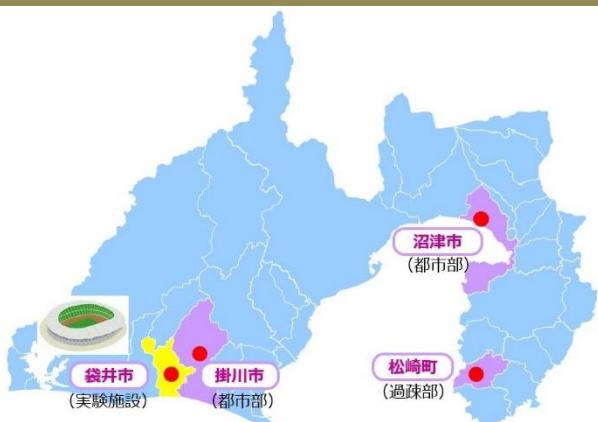 沼津市
(都市部)
袋井市
(実験施設)
掛川市
(都市部)
松崎町
(過疎部)